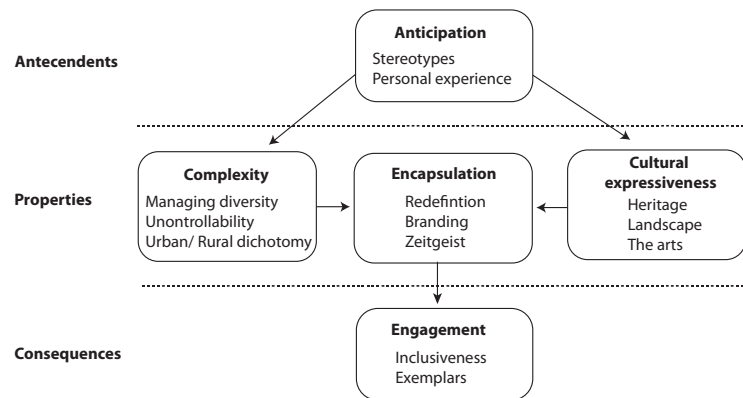 Antecendents
Anticipation
Stereotypes
Personal experience
Properties
Complexity
Managing diversity
Unontrollability
Urban/ Rural dichotomy
Encapsulation
Redefintion
Branding
Zeitgeist
Cultural
expressiveness
Heritage
Landscape
The arts
Consequences
Engagement
Inclusiveness
Exemplars